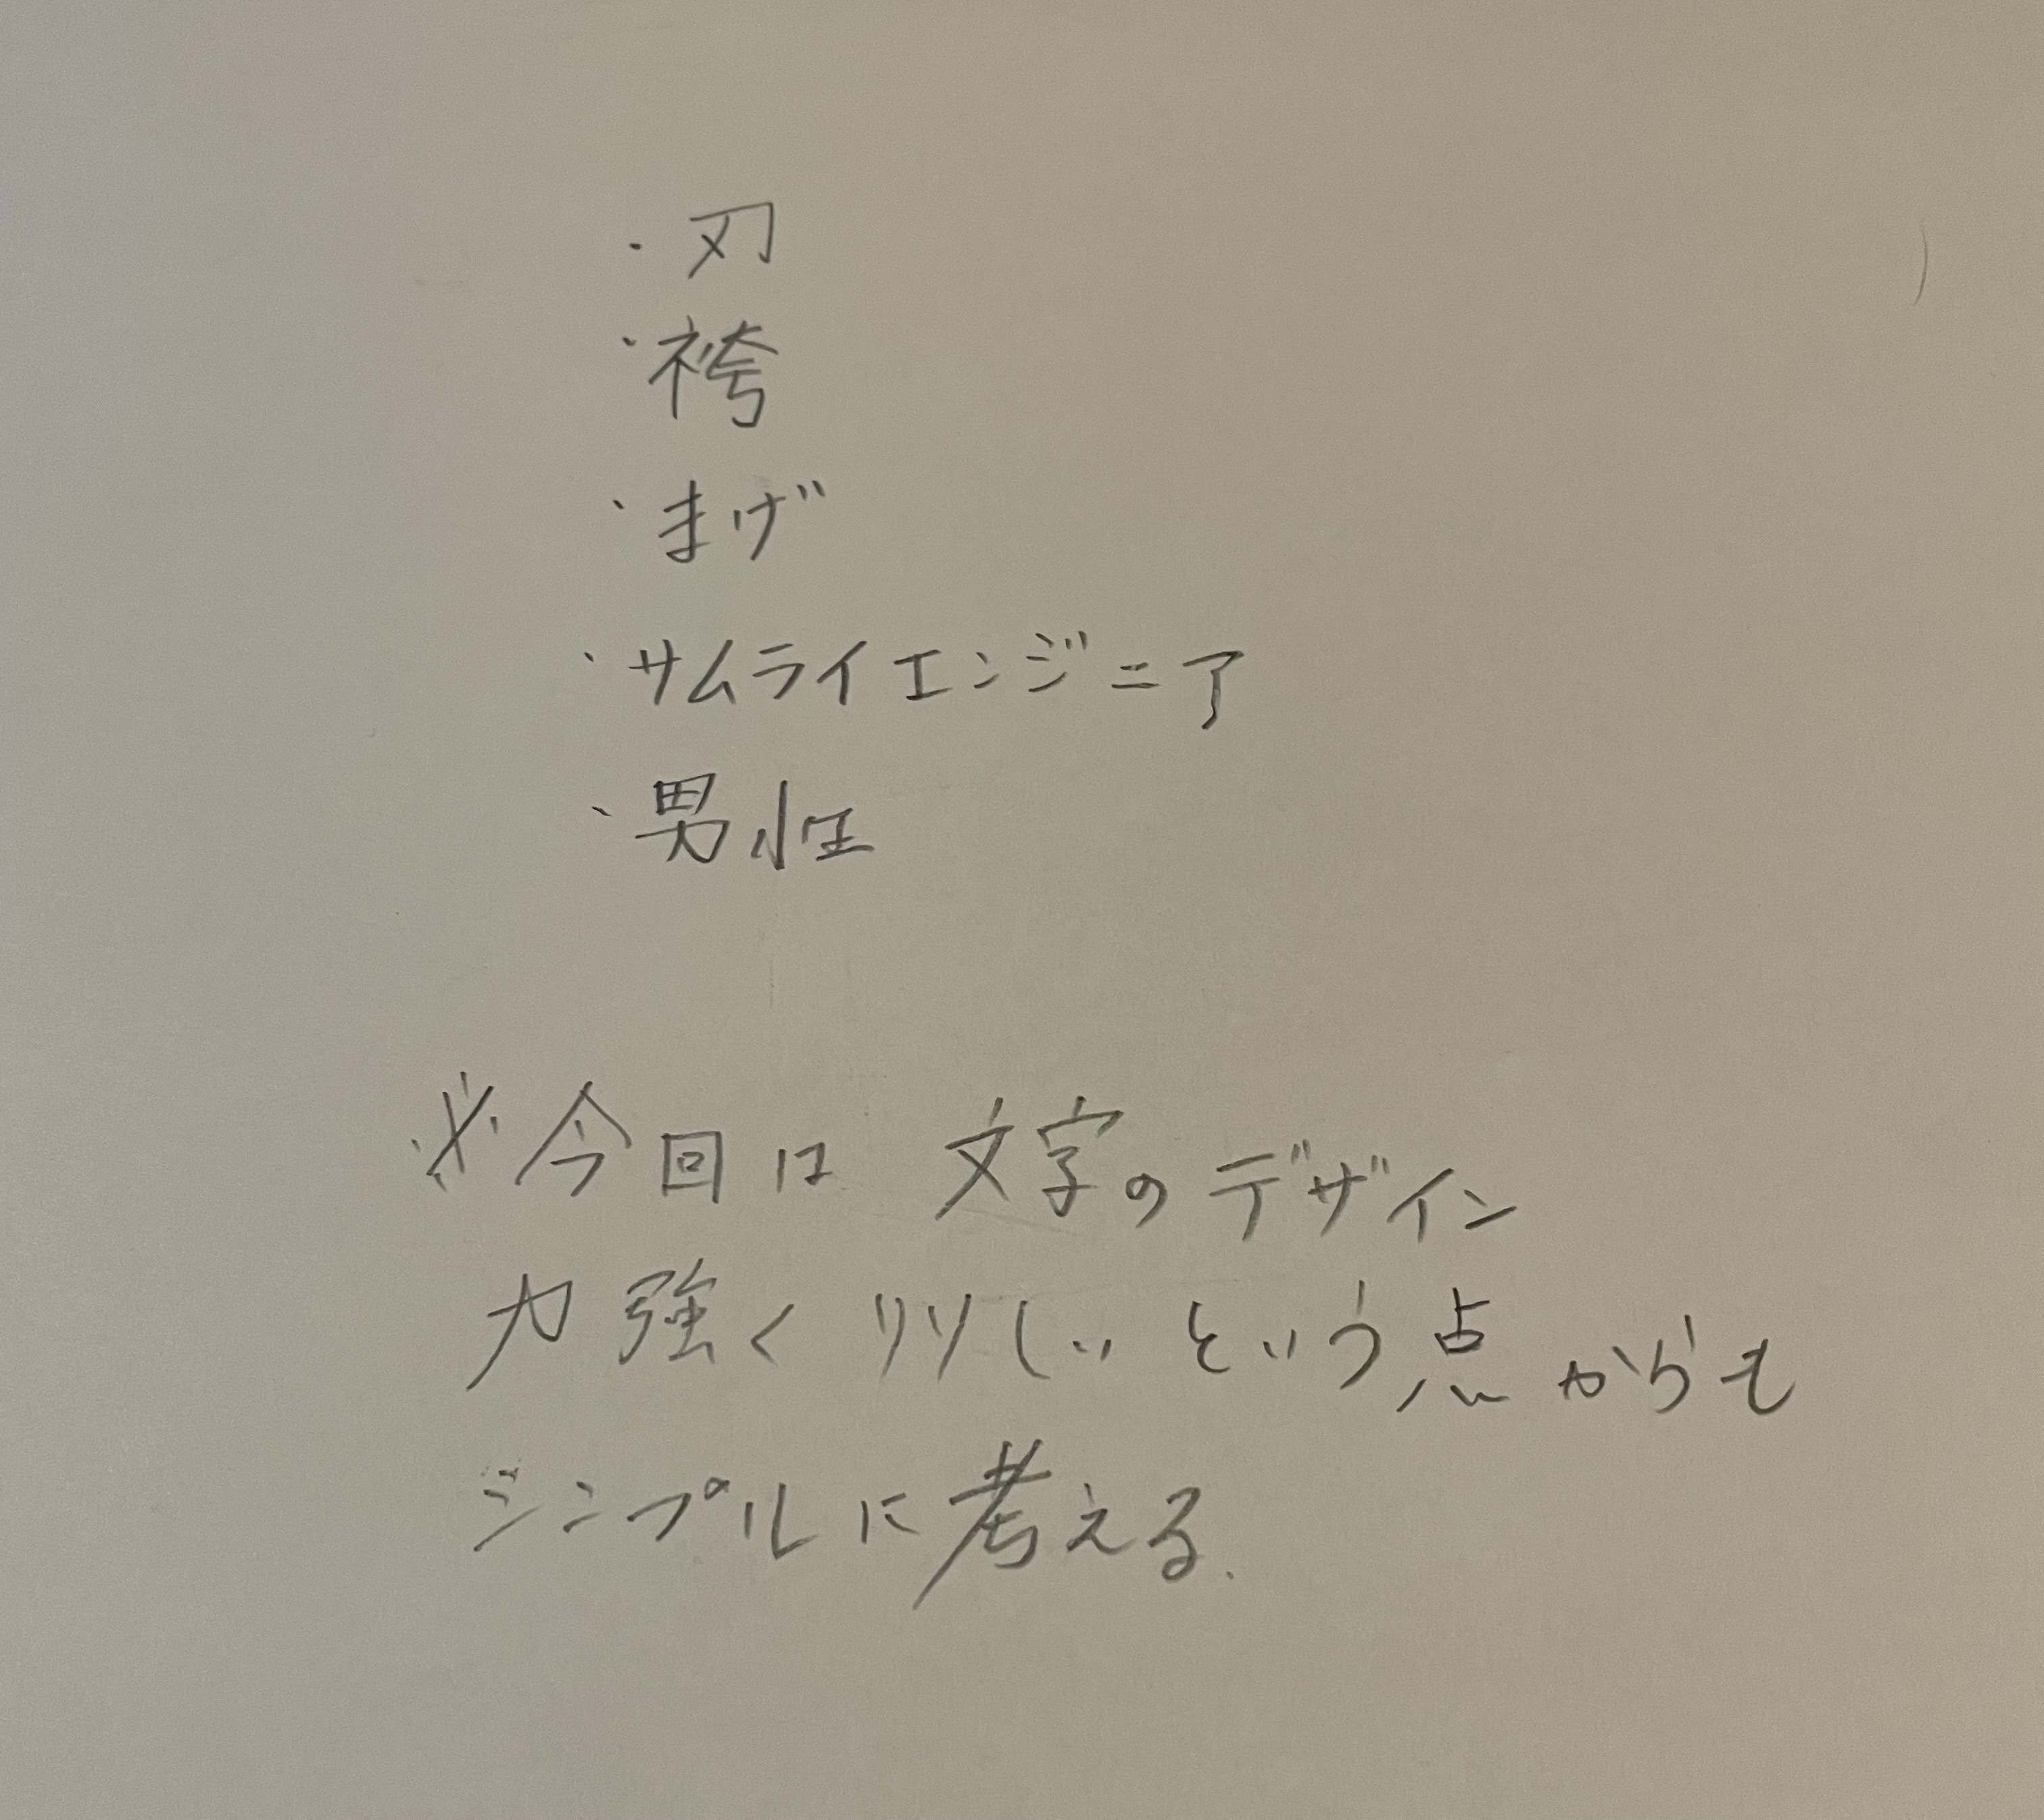 ・刃
・袴
・まげ
・サムライエンジニア
・男性
※今回は 文字のデザイン
力強くりりしいという点からも
シンプルに考える.